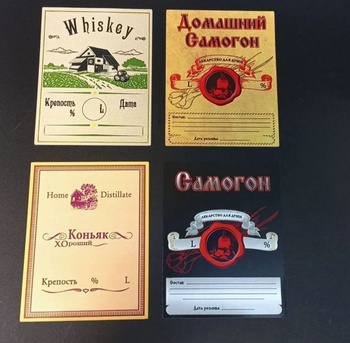 Whiskey
Крепость L Дата
%
Домашний
Самогон
ЛЕКАРСТВО ДЛЯ ДУШИ
L %
Состав:
Дата розлива:
Home Distillate
Коньяк
ХОроший
Крепость % L
Самогон
ЛЕКАРСТВО ДЛЯ ДУШИ
L %
Состав:
Дата розлива: